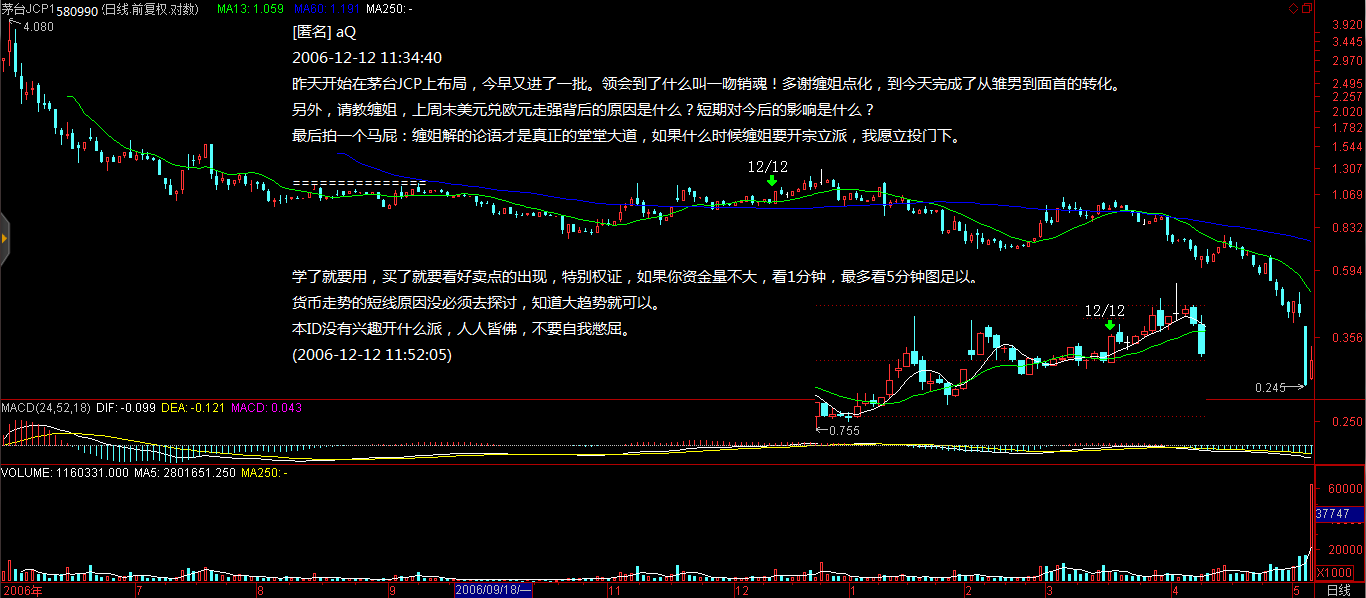 茅台JCP1 580990 (日线.前复权.对数) MA13: 1.059 MA60: 1.191 MA250: -
4.080
[匿名] aQ
2006-12-12 11:34:40
昨天开始在茅台JCP上布局，今早又进了一批。领会到了什么叫一吻销魂！多谢缠姐点化，到今天完成了从雏男到面首的转化。
另外，请教缠姐，上周末美元兑欧元走强背后的原因是什么？短期对今后的影响是什么？
最后拍一个马屁：缠姐解的论语才是真正的堂堂大道，如果什么时候缠姐要开宗立派，我愿立投门下。
12/12
===============
学了就要用，买了就要看好卖点的出现，特别权证，如果你资金量不大，看1分钟，最多看5分钟图足以。
货币走势的短线原因没必须去探讨，知道大趋势就可以。
本ID没有兴趣开什么派，人人皆佛，不要自我憋屈。
(2006-12-12 11:52:05)
12/12
0.755
0.245
3.920
3.445
2.970
2.495
2.257
2.020
1.782
1.544
1.307
1.069
0.832
0.594
0.356
0.250
MACD(24,52,18) DIF: -0.099 DEA: -0.121 MACD: 0.043
VOLUME: 1160331.000 MA5: 2801651.250 MA250: -
60000
37747
20000
X1000
2006年 7 8 9 2006/09/18/一 11 12 1 2 3 4 5 日线